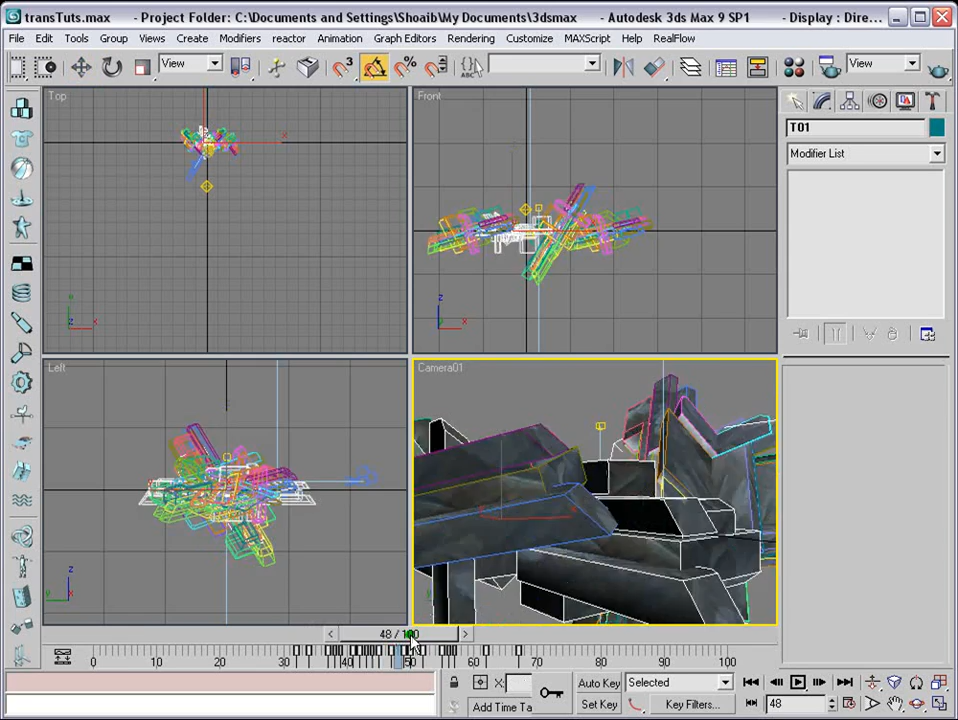 transTuts.max - Project Folder: C:\Documents and Settings\Shoaib\My Documents\3dsmax - Autodesk 3ds Max 9 SP1 - Display : Dire...
File Edit Tools Group Views Create Modifiers reactor Animation Graph Editors Rendering Customize MAXScript Help RealFlow
View View
Top Front
T01
Modifier List
Left Camera01
48 / 100
0 10 20 30 40 50 60 70 80 90 100
X: Auto Key Selected
Add Time Ta Set Key Key Filters... 48